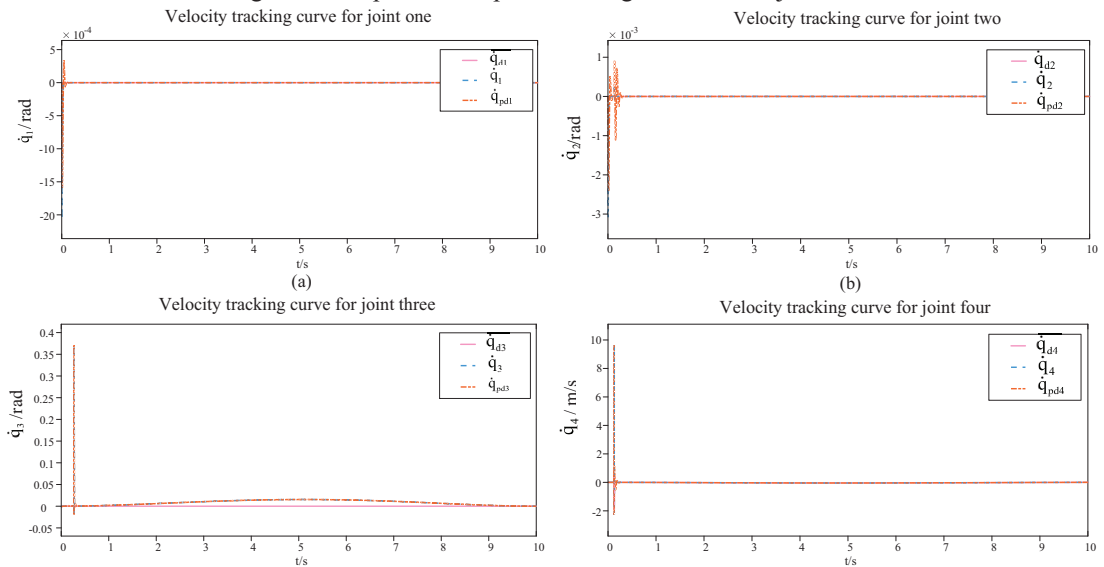 Velocity tracking curve for joint one
× 10⁻⁴
5
0
-5
-10
-15
-20
q̇₁/rad
q̇d1
q̇1
q̇pd1
0 1 2 3 4 5 6 7 8 9 10
t/s
(a)
Velocity tracking curve for joint two
× 10⁻³
1
0
-1
-2
-3
q̇₂/rad
q̇d2
q̇2
q̇pd2
0 1 2 3 4 5 6 7 8 9 10
t/s
(b)
Velocity tracking curve for joint three
0.4
0.35
0.3
0.25
0.2
0.15
0.1
0.05
0
-0.05
q̇₃/rad
q̇d3
q̇3
q̇pd3
0 1 2 3 4 5 6 7 8 9 10
t/s
Velocity tracking curve for joint four
10
8
6
4
2
0
-2
q̇₄ / m/s
q̇d4
q̇4
q̇pd4
0 1 2 3 4 5 6 7 8 9 10
t/s